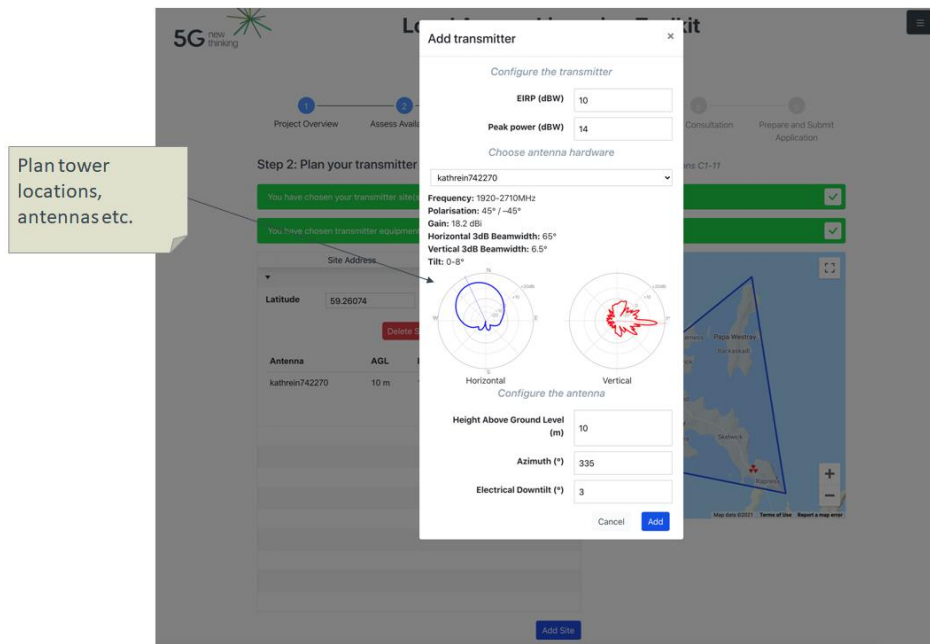 5G new
thinking
Add transmitter
×
Configure the transmitter
EIRP (dBW)
10
Peak power (dBW)
14
Choose antenna hardware
kathrein742270
Frequency: 1920-2710MHz
Polarisation: 45° / –45°
Gain: 18.2 dBi
Horizontal 3dB Beamwidth: 65°
Vertical 3dB Beamwidth: 6.5°
Tilt: 0-8°
N
W
E
S
Horizontal
Vertical
Configure the antenna
Height Above Ground Level
(m)
10
Azimuth (°)
335
Electrical Downtilt (°)
3
Cancel
Add
1
2
Project Overview
Assess Avail
Consultation
Prepare and Submit
Application
Plan tower
locations,
antennas etc.
Step 2: Plan your transmitter
ns C1-11
You have chosen your transmitter site(s
You have chosen transmitter equipment
Site Address
Latitude
59.26074
Delete S
Antenna
AGL
kathrein742270
10 m
Papa Westray
Skelwick
Rapness
+
−
Map data ©2021
Terms of Use
Report a map error
Add Site